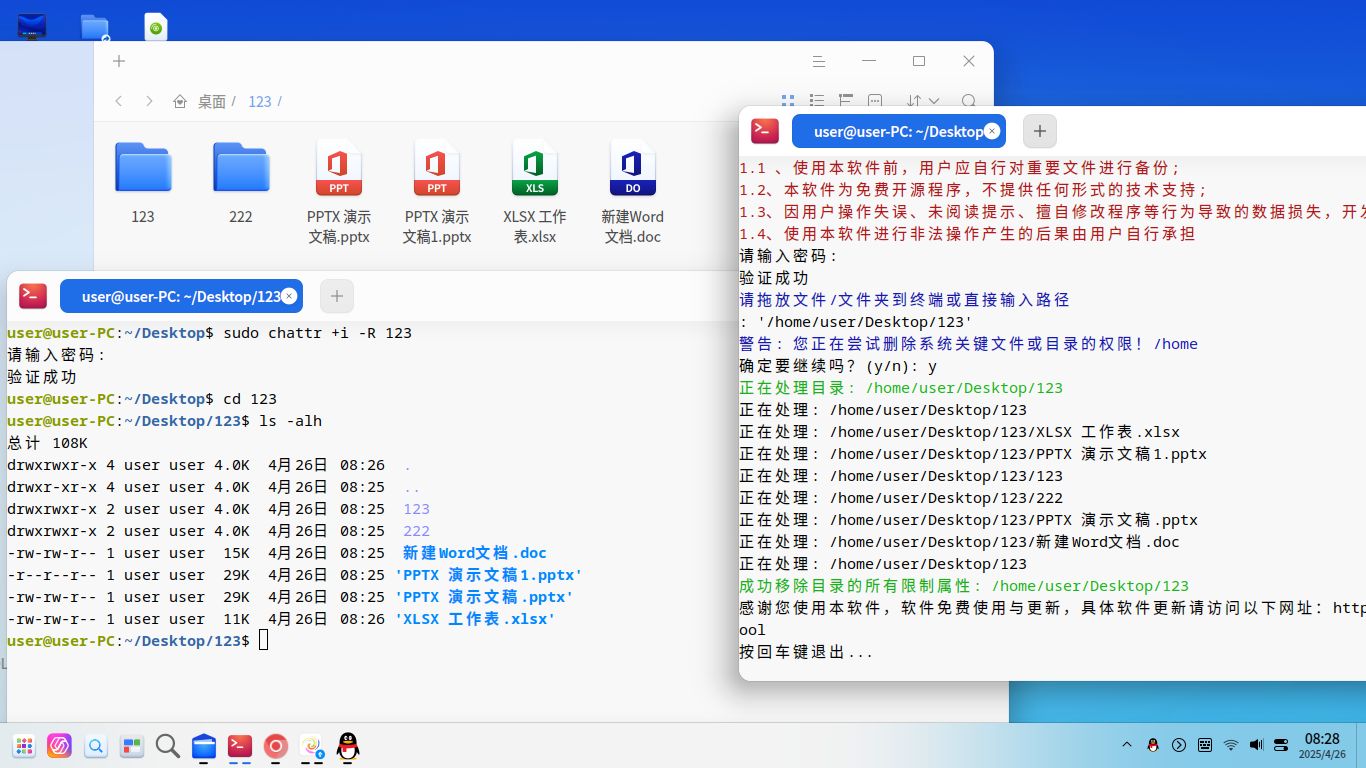 桌面 / 123 /
123
222
PPT
PPTX 演示
文稿.pptx
PPT
PPTX 演示
文稿1.pptx
XLS
XLSX 工作
表.xlsx
DO
新建Word
文档.doc
user@user-PC: ~/Desktop/123
user@user-PC:~/Desktop$ sudo chattr +i -R 123
请输入密码:
验证成功
user@user-PC:~/Desktop$ cd 123
user@user-PC:~/Desktop/123$ ls -alh
总计 108K
drwxrwxr-x 4 user user 4.0K 4月26日 08:26 .
drwxr-xr-x 4 user user 4.0K 4月26日 08:25 ..
drwxrwxr-x 2 user user 4.0K 4月26日 08:25 123
drwxrwxr-x 2 user user 4.0K 4月26日 08:25 222
-rw-rw-r-- 1 user user 15K 4月26日 08:25 新建Word文档.doc
-r--r--r-- 1 user user 29K 4月26日 08:25 'PPTX 演示文稿1.pptx'
-rw-rw-r-- 1 user user 29K 4月26日 08:25 'PPTX 演示文稿.pptx'
-rw-rw-r-- 1 user user 11K 4月26日 08:26 'XLSX 工作表.xlsx'
user@user-PC:~/Desktop/123$
user@user-PC: ~/Desktop
1.1 、使用本软件前，用户应自行对重要文件进行备份;
1.2、本软件为免费开源程序，不提供任何形式的技术支持;
1.3、因用户操作失误、未阅读提示、擅自修改程序等行为导致的数据损失，开发
1.4、使用本软件进行非法操作产生的后果由用户自行承担
请输入密码:
验证成功
请拖放文件/文件夹到终端或直接输入路径
: '/home/user/Desktop/123'
警告: 您正在尝试删除系统关键文件或目录的权限! /home
确定要继续吗? (y/n): y
正在处理目录: /home/user/Desktop/123
正在处理: /home/user/Desktop/123
正在处理: /home/user/Desktop/123/XLSX 工作表.xlsx
正在处理: /home/user/Desktop/123/PPTX 演示文稿1.pptx
正在处理: /home/user/Desktop/123/123
正在处理: /home/user/Desktop/123/222
正在处理: /home/user/Desktop/123/PPTX 演示文稿.pptx
正在处理: /home/user/Desktop/123/新建Word文档.doc
正在处理: /home/user/Desktop/123
成功移除目录的所有限制属性: /home/user/Desktop/123
感谢您使用本软件，软件免费使用与更新，具体软件更新请访问以下网址: http
ool
按回车键退出...
08:28
2025/4/26